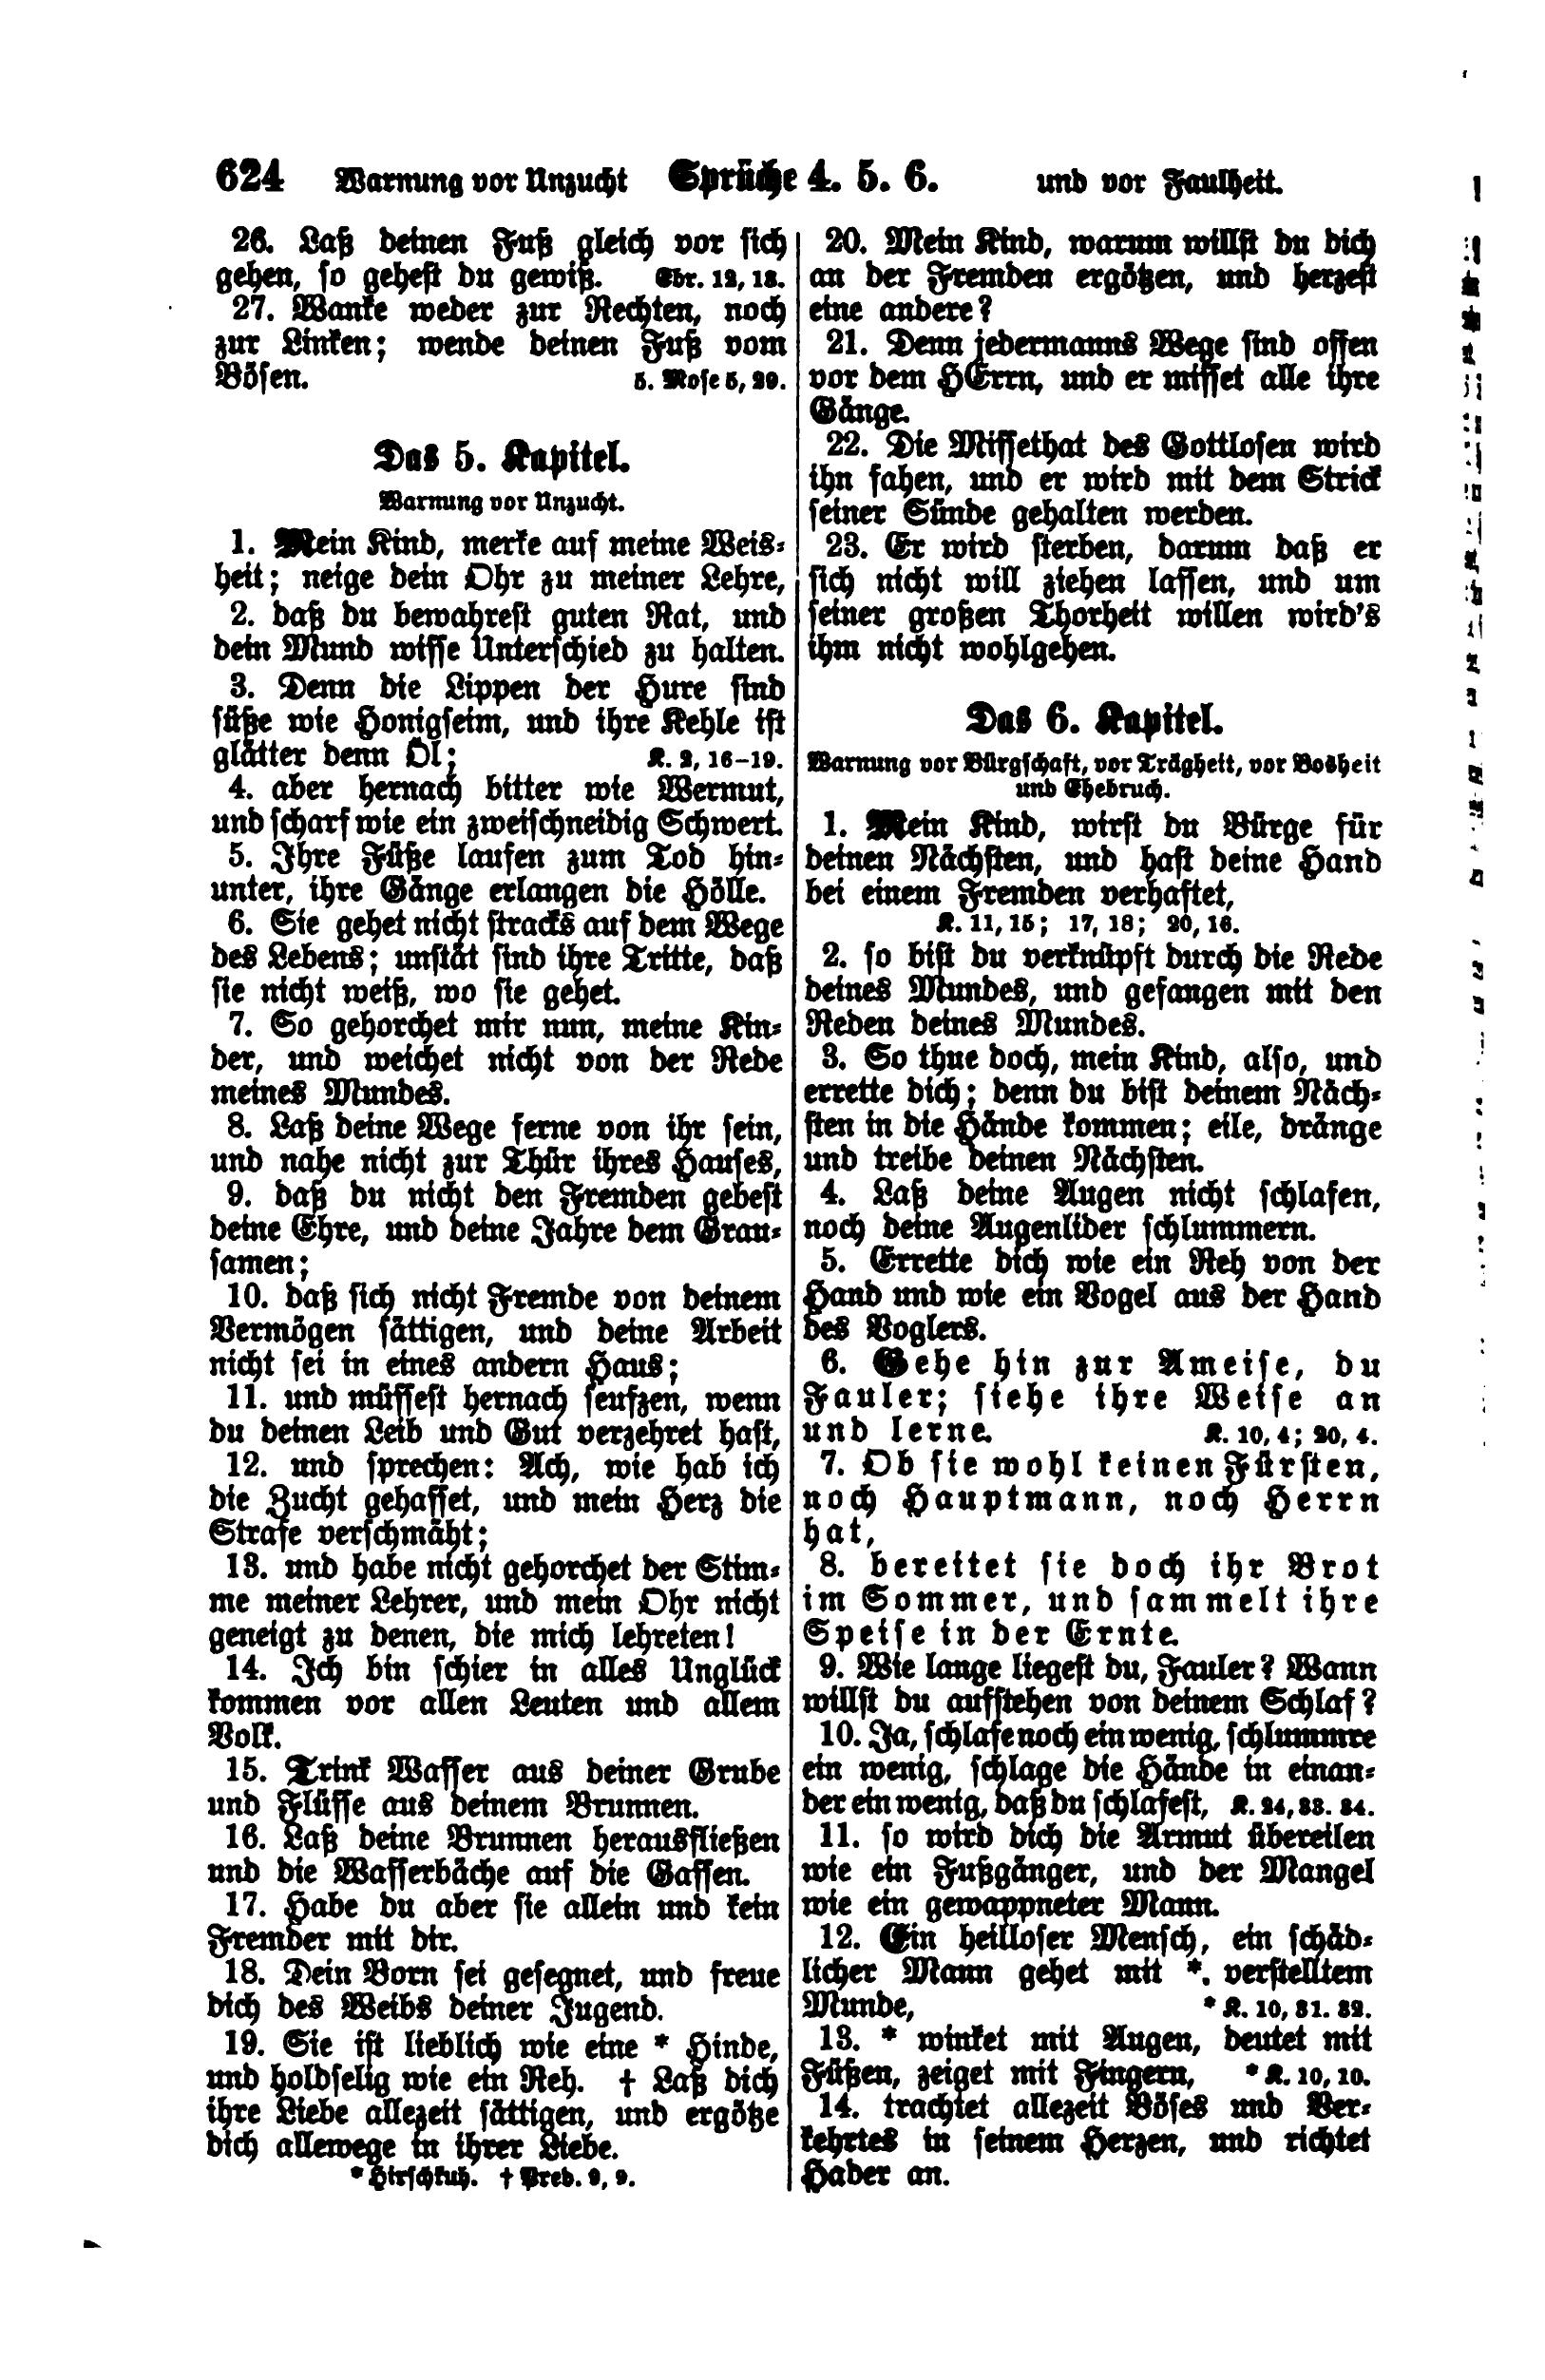 624 Warnung vor Unzucht Sprüche 4. 5. 6. und vor Faulheit.
26. Laß deinen Fuß gleich vor sich
gehen, so gehest du gewiß. Ebr. 12, 13.
27. Wanke weder zur Rechten, noch
zur Linken; wende deinen Fuß vom
Bösen. 5. Mose 5, 29.
Das 5. Kapitel.
Warnung vor Unzucht.
1. Mein Kind, merke auf meine Weis-
heit; neige dein Ohr zu meiner Lehre,
2. daß du bewahrest guten Rat, und
dein Mund wisse Unterschied zu halten.
3. Denn die Lippen der Hure sind
süße wie Honigseim, und ihre Kehle ist
glätter denn Öl; K. 2, 16-19.
4. aber hernach bitter wie Wermut,
und scharf wie ein zweischneidig Schwert.
5. Ihre Füße laufen zum Tod hin-
unter, ihre Gänge erlangen die Hölle.
6. Sie gehet nicht stracks auf dem Wege
des Lebens; unstät sind ihre Tritte, daß
sie nicht weiß, wo sie gehet.
7. So gehorchet mir nun, meine Kin-
der, und weichet nicht von der Rede
meines Mundes.
8. Laß deine Wege ferne von ihr sein,
und nahe nicht zur Thür ihres Hauses,
9. daß du nicht den Fremden gebest
deine Ehre, und deine Jahre dem Grau-
samen;
10. daß sich nicht Fremde von deinem
Vermögen sättigen, und deine Arbeit
nicht sei in eines andern Haus;
11. und müssest hernach seufzen, wenn
du deinen Leib und Gut verzehret hast,
12. und sprechen: Ach, wie hab ich
die Zucht gehasset, und mein Herz die
Strafe verschmäht;
13. und habe nicht gehorchet der Stim-
me meiner Lehrer, und mein Ohr nicht
geneigt zu denen, die mich lehreten!
14. Ich bin schier in alles Unglück
kommen vor allen Leuten und allem
Volk.
15. Trink Wasser aus deiner Grube
und Flüsse aus deinem Brunnen.
16. Laß deine Brunnen herausfließen
und die Wasserbäche auf die Gassen.
17. Habe du aber sie allein und kein
Fremder mit dir.
18. Dein Born sei gesegnet, und freue
dich des Weibs deiner Jugend.
19. Sie ist lieblich wie eine * Hinde,
und holdselig wie ein Reh. † Laß dich
ihre Liebe allezeit sättigen, und ergötze
dich allewege in ihrer Liebe.
* Hirschkuh. † Pred. 9, 9.
20. Mein Kind, warum willst du dich
an der Fremden ergötzen, und herzest
eine andere?
21. Denn jedermanns Wege sind offen
vor dem HErrn, und er misset alle ihre
Gänge.
22. Die Missethat des Gottlosen wird
ihn fahen, und er wird mit dem Strick
seiner Sünde gehalten werden.
23. Er wird sterben, darum daß er
sich nicht will ziehen lassen, und um
seiner großen Thorheit willen wird's
ihm nicht wohlgehen.
Das 6. Kapitel.
Warnung vor Bürgschaft, vor Trägheit, vor Bosheit
und Ehebruch.
1. Mein Kind, wirst du Bürge für
deinen Nächsten, und hast deine Hand
bei einem Fremden verhaftet,
K. 11, 15; 17, 18; 20, 16.
2. so bist du verknüpft durch die Rede
deines Mundes, und gefangen mit den
Reden deines Mundes.
3. So thue doch, mein Kind, also, und
errette dich; denn du bist deinem Näch-
sten in die Hände kommen; eile, dränge
und treibe deinen Nächsten.
4. Laß deine Augen nicht schlafen,
noch deine Augenlider schlummern.
5. Errette dich wie ein Reh von der
Hand und wie ein Vogel aus der Hand
des Voglers.
6. Gehe hin zur Ameise, du
Fauler; siehe ihre Weise an
und lerne. K. 10, 4; 20, 4.
7. Ob sie wohl keinen Fürsten,
noch Hauptmann, noch Herrn
hat,
8. bereitet sie doch ihr Brot
im Sommer, und sammelt ihre
Speise in der Ernte.
9. Wie lange liegest du, Fauler? Wann
willst du aufstehen von deinem Schlaf?
10. Ja, schlafe noch ein wenig, schlummre
ein wenig, schlage die Hände in einan-
der ein wenig, daß du schlafest, K. 24, 33. 34.
11. so wird dich die Armut übereilen
wie ein Fußgänger, und der Mangel
wie ein gewappneter Mann.
12. Ein heilloser Mensch, ein schäd-
licher Mann gehet mit *. verstelltem
Munde, * K. 10, 31. 32.
13. * winket mit Augen, deutet mit
Füßen, zeiget mit Fingern, * K. 10, 10.
14. trachtet allezeit Böses und Ver-
kehrtes in seinem Herzen, und richtet
Hader an.